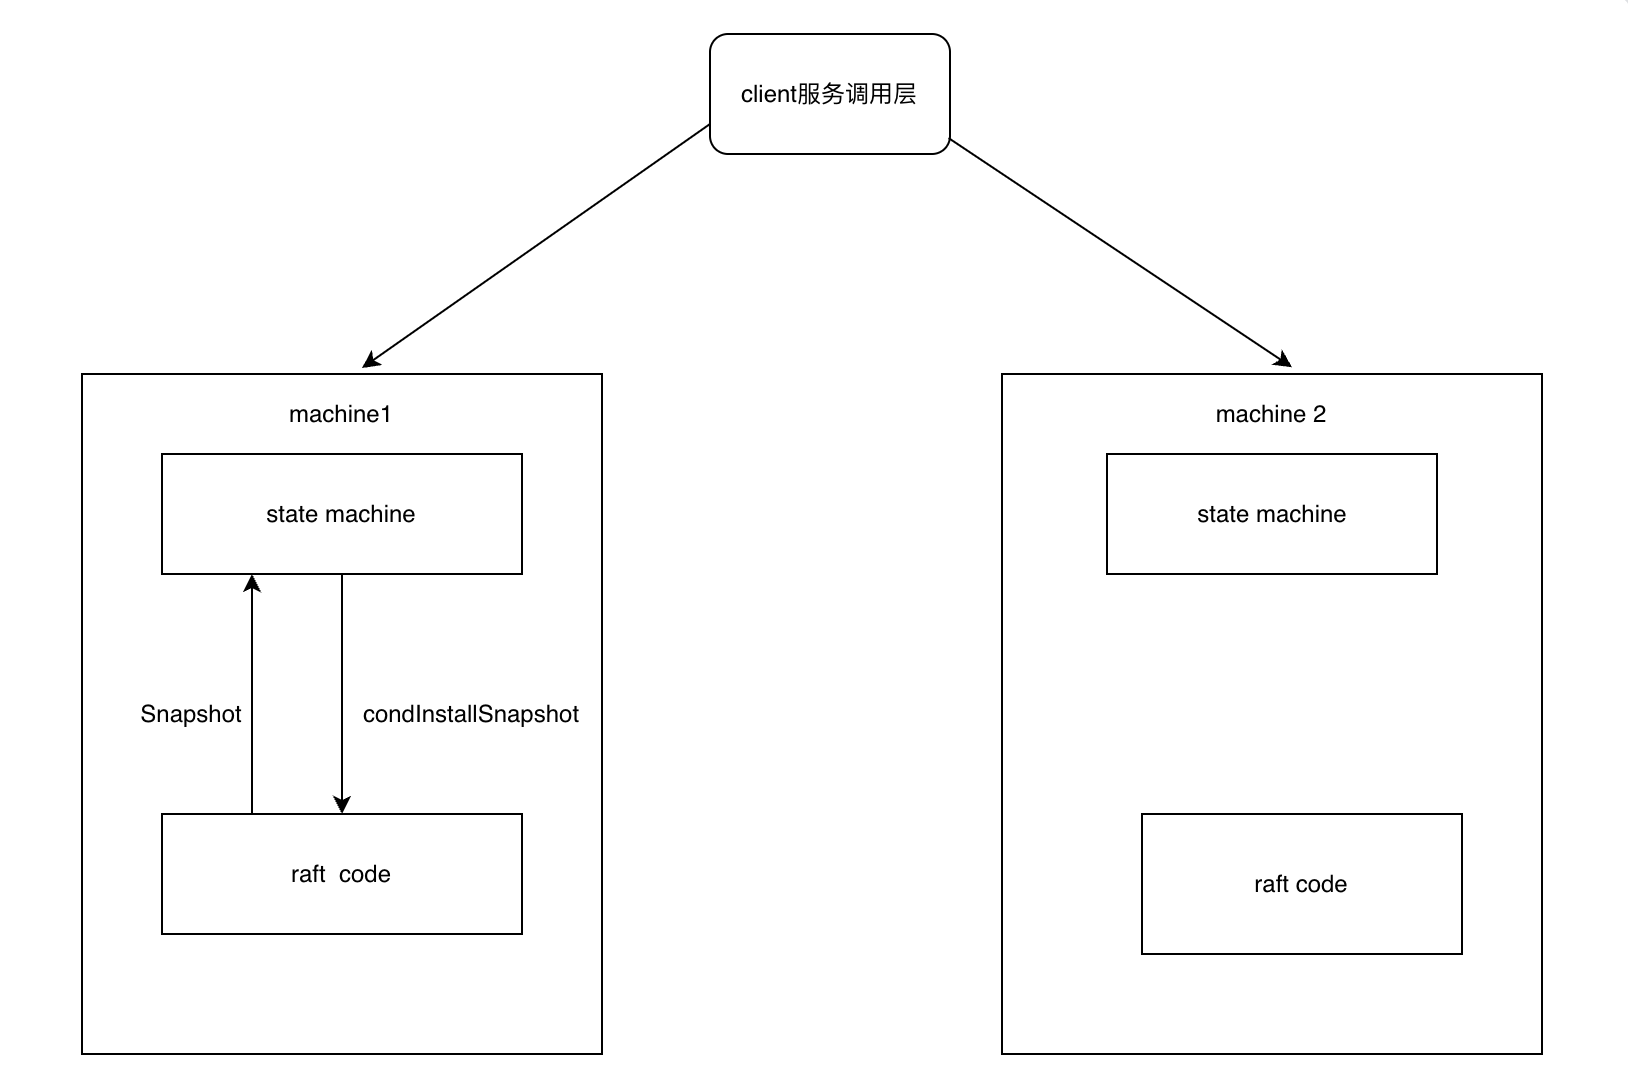 client服务调用层
machine1
machine 2
state machine
state machine
Snapshot
condInstallSnapshot
raft  code
raft code